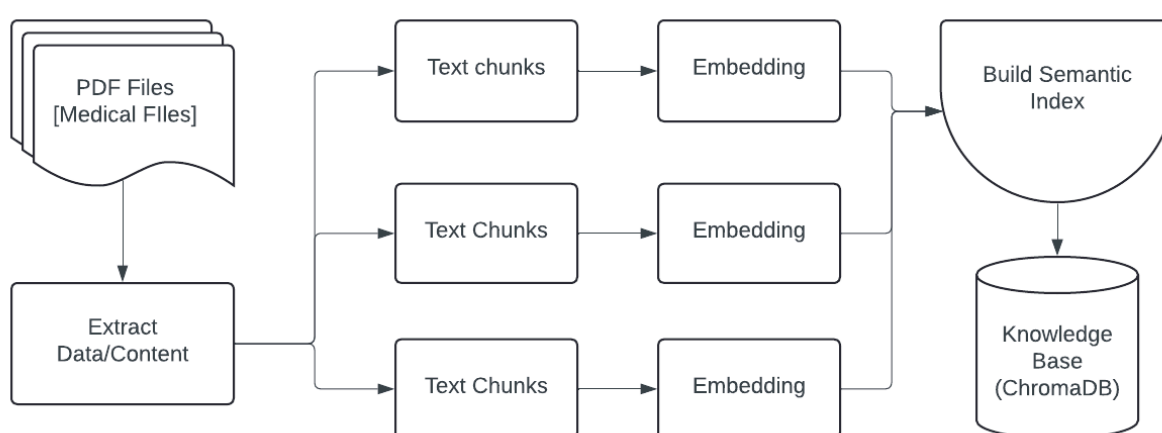 PDF Files
[Medical FIles]
Extract
Data/Content
Text chunks
Embedding
Text Chunks
Embedding
Text Chunks
Embedding
Build Semantic
Index
Knowledge
Base
(ChromaDB)